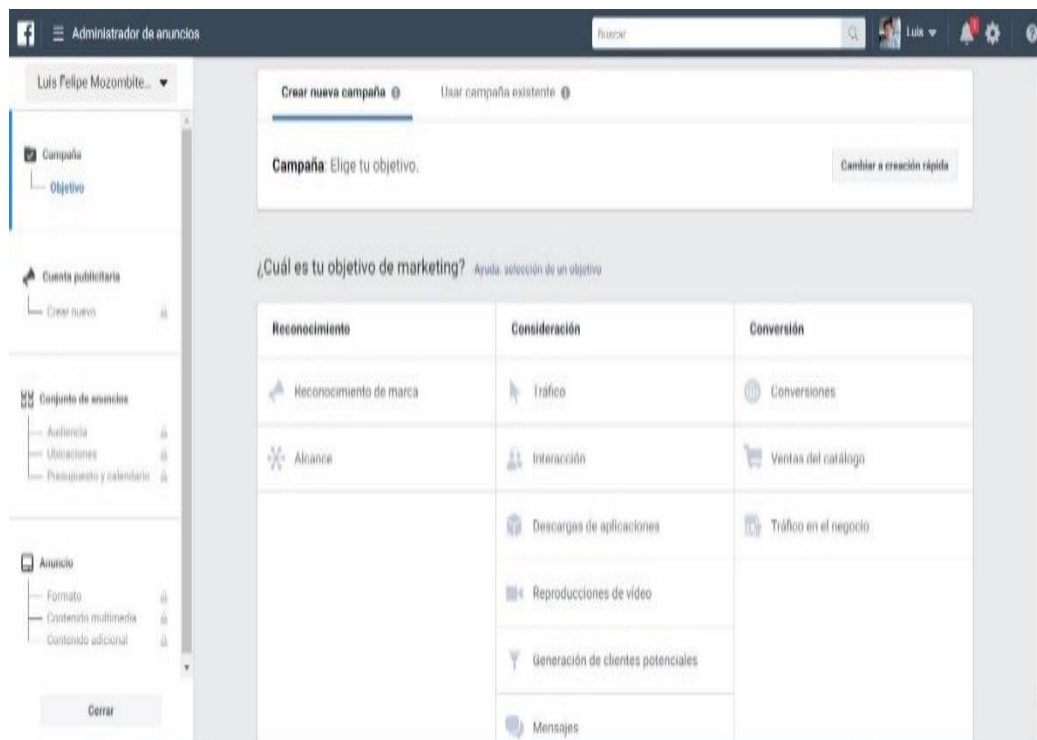 Administrador de anuncios
Buscar
Luis
Luis Felipe Mozombite...
Campaña
Objetivo
Cuenta publicitaria
Crear nuevo
Conjunto de anuncios
Audiencia
Ubicaciones
Presupuesto y calendario
Anuncio
Formato
Contenido multimedia
Contenido adicional
Cerrar
Crear nueva campaña
Usar campaña existente
Campaña: Elige tu objetivo.
Cambiar a creación rápida
¿Cuál es tu objetivo de marketing? Ayuda: selección de un objetivo
Reconocimiento
Consideración
Conversión
Reconocimiento de marca
Tráfico
Conversiones
Alcance
Interacción
Ventas del catálogo
Descargas de aplicaciones
Tráfico en el negocio
Reproducciones de vídeo
Generación de clientes potenciales
Mensajes